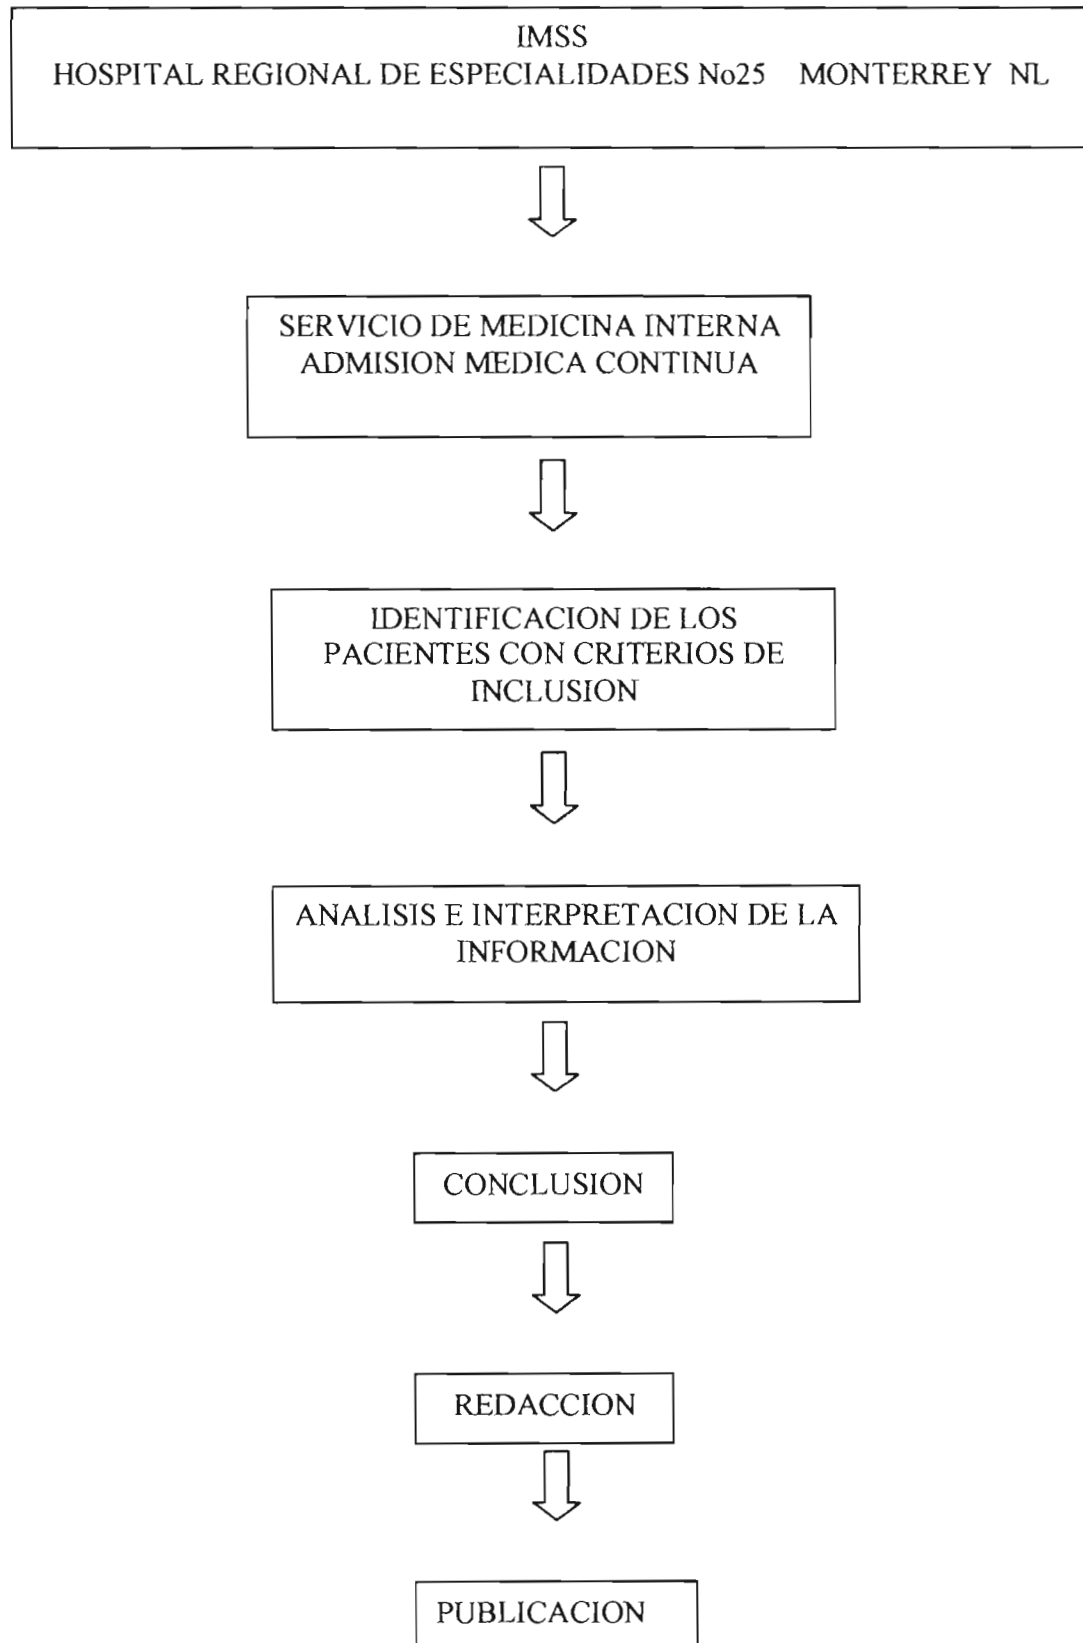 IMSS
HOSPITAL REGIONAL DE ESPECIALIDADES No25 MONTERREY NL
SERVICIO DE MEDICINA INTERNA
ADMISION MEDICA CONTINUA
IDENTIFICACION DE LOS
PACIENTES CON CRITERIOS DE
INCLUSION
ANALISIS E INTERPRETACION DE LA
INFORMACION
CONCLUSION
REDACCION
PUBLICACION